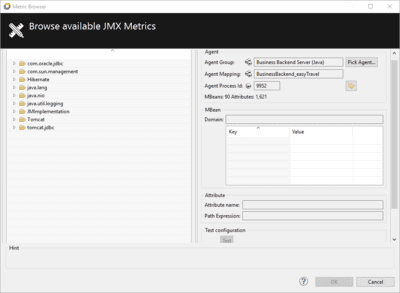 Metric Browse
Browse available JMX Metrics
com.oracle.jdbc
com.sun.management
Hibernate
java.lang
java.nio
java.util.logging
JMImplementation
Tomcat
tomcat.jdbc
Agent
Agent Group: Business Backend Server (Java) Pick Agent...
Agent Mapping: BusinessBackend_easyTravel
Agent Process Id: 9932
MBeans: 90 Attributes: 1,621
MBean
Domain:
Key Value
Attribute
Attribute name:
Path Expression:
Test configuration
Test
Hint
? OK Cancel